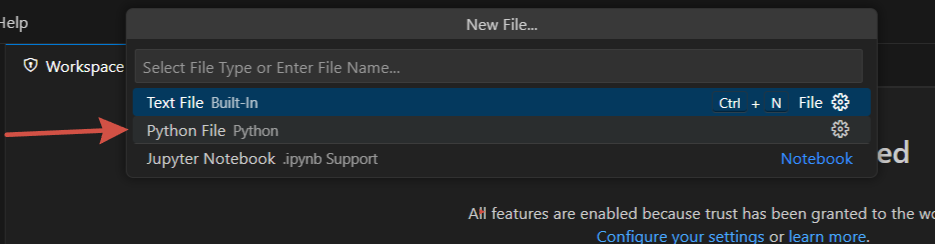 Help
New File...
Workspace
Select File Type or Enter File Name...
Text File Built-In Ctrl + N File
Python File Python
Jupyter Notebook .ipynb Support Notebook
ed
All features are enabled because trust has been granted to the wo
Configure your settings or learn more.